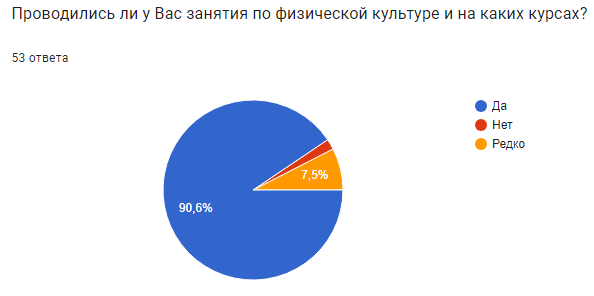 Проводились ли у Вас занятия по физической культуре и на каких курсах?
53 ответа
Да
Нет
Редко
7,5%
90,6%